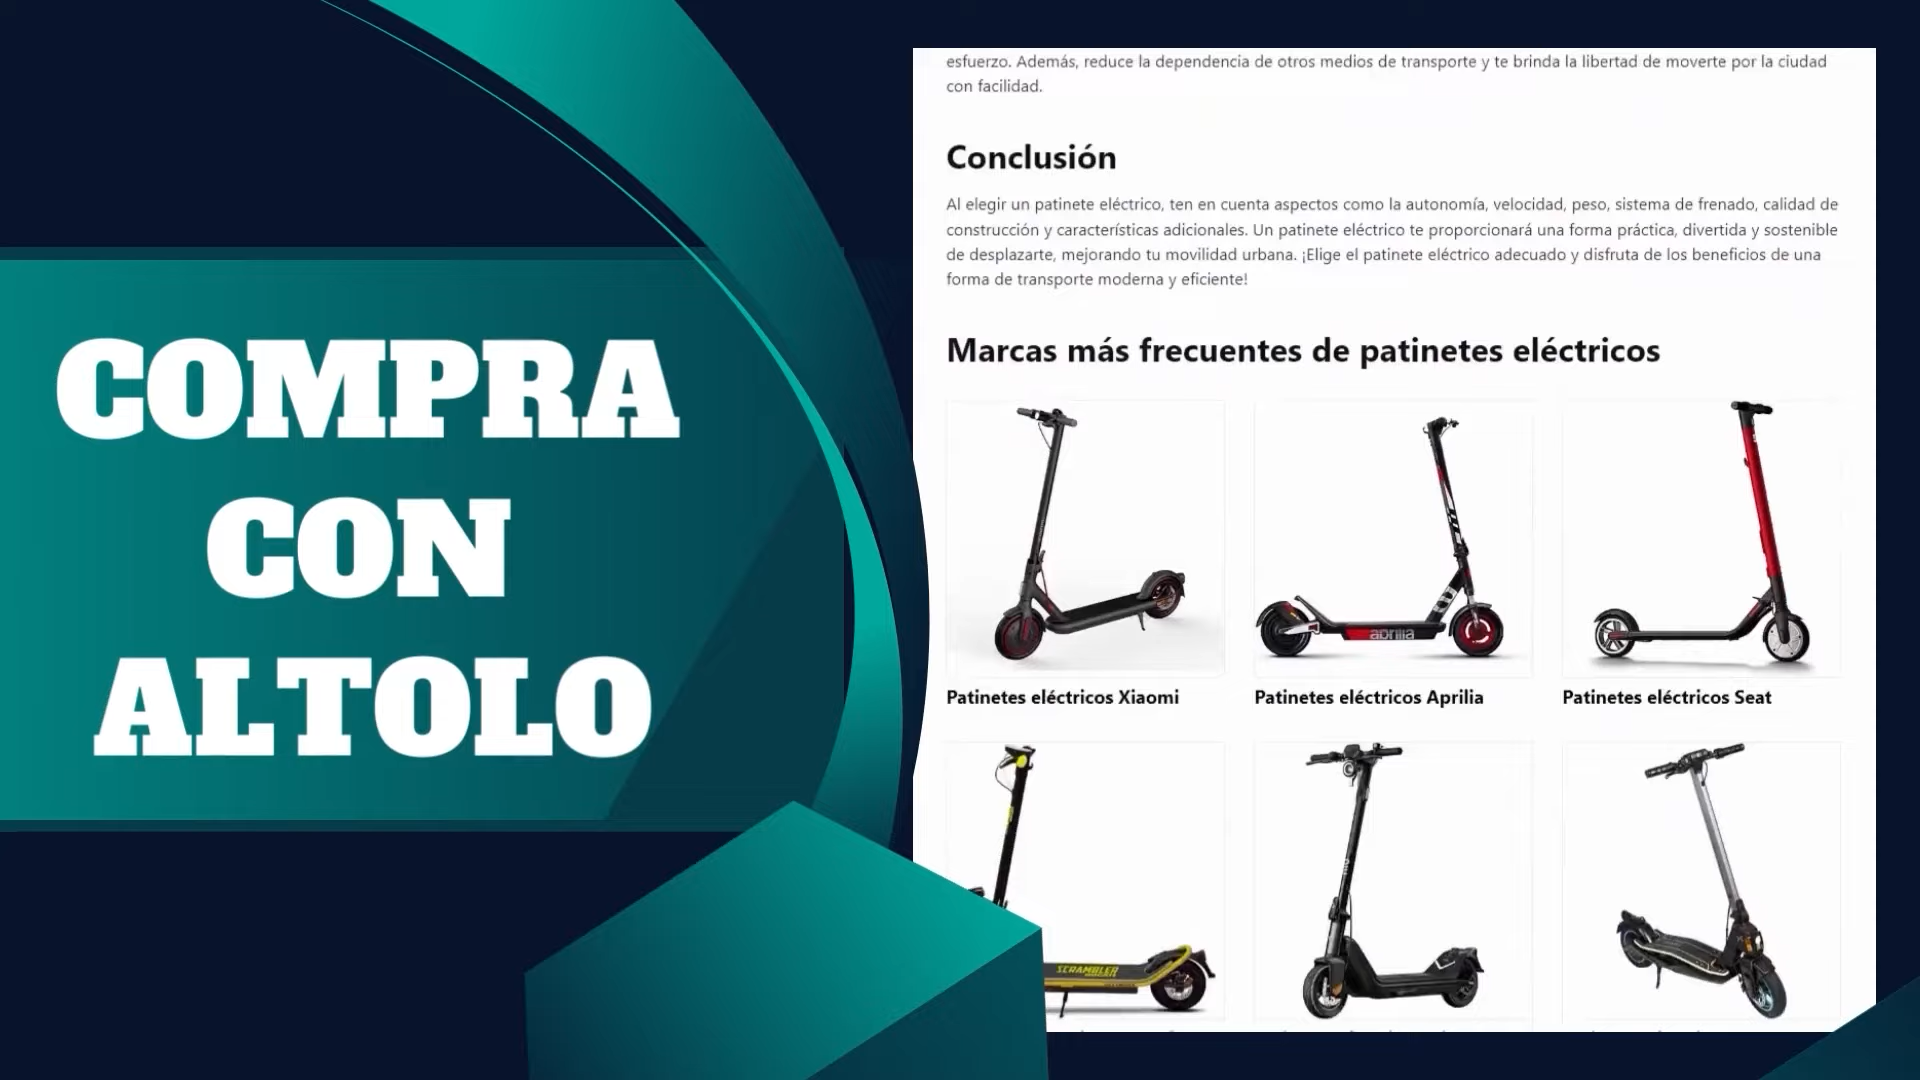 COMPRA
CON
ALTOLO
esfuerzo. Además, reduce la dependencia de otros medios de transporte y te brinda la libertad de moverte por la ciudad
con facilidad.
Conclusión
Al elegir un patinete eléctrico, ten en cuenta aspectos como la autonomía, velocidad, peso, sistema de frenado, calidad de
construcción y características adicionales. Un patinete eléctrico te proporcionará una forma práctica, divertida y sostenible
de desplazarte, mejorando tu movilidad urbana. ¡Elige el patinete eléctrico adecuado y disfruta de los beneficios de una
forma de transporte moderna y eficiente!
Marcas más frecuentes de patinetes eléctricos
aprilia
Patinetes eléctricos Xiaomi
Patinetes eléctricos Aprilia
Patinetes eléctricos Seat
SCRAMBLER